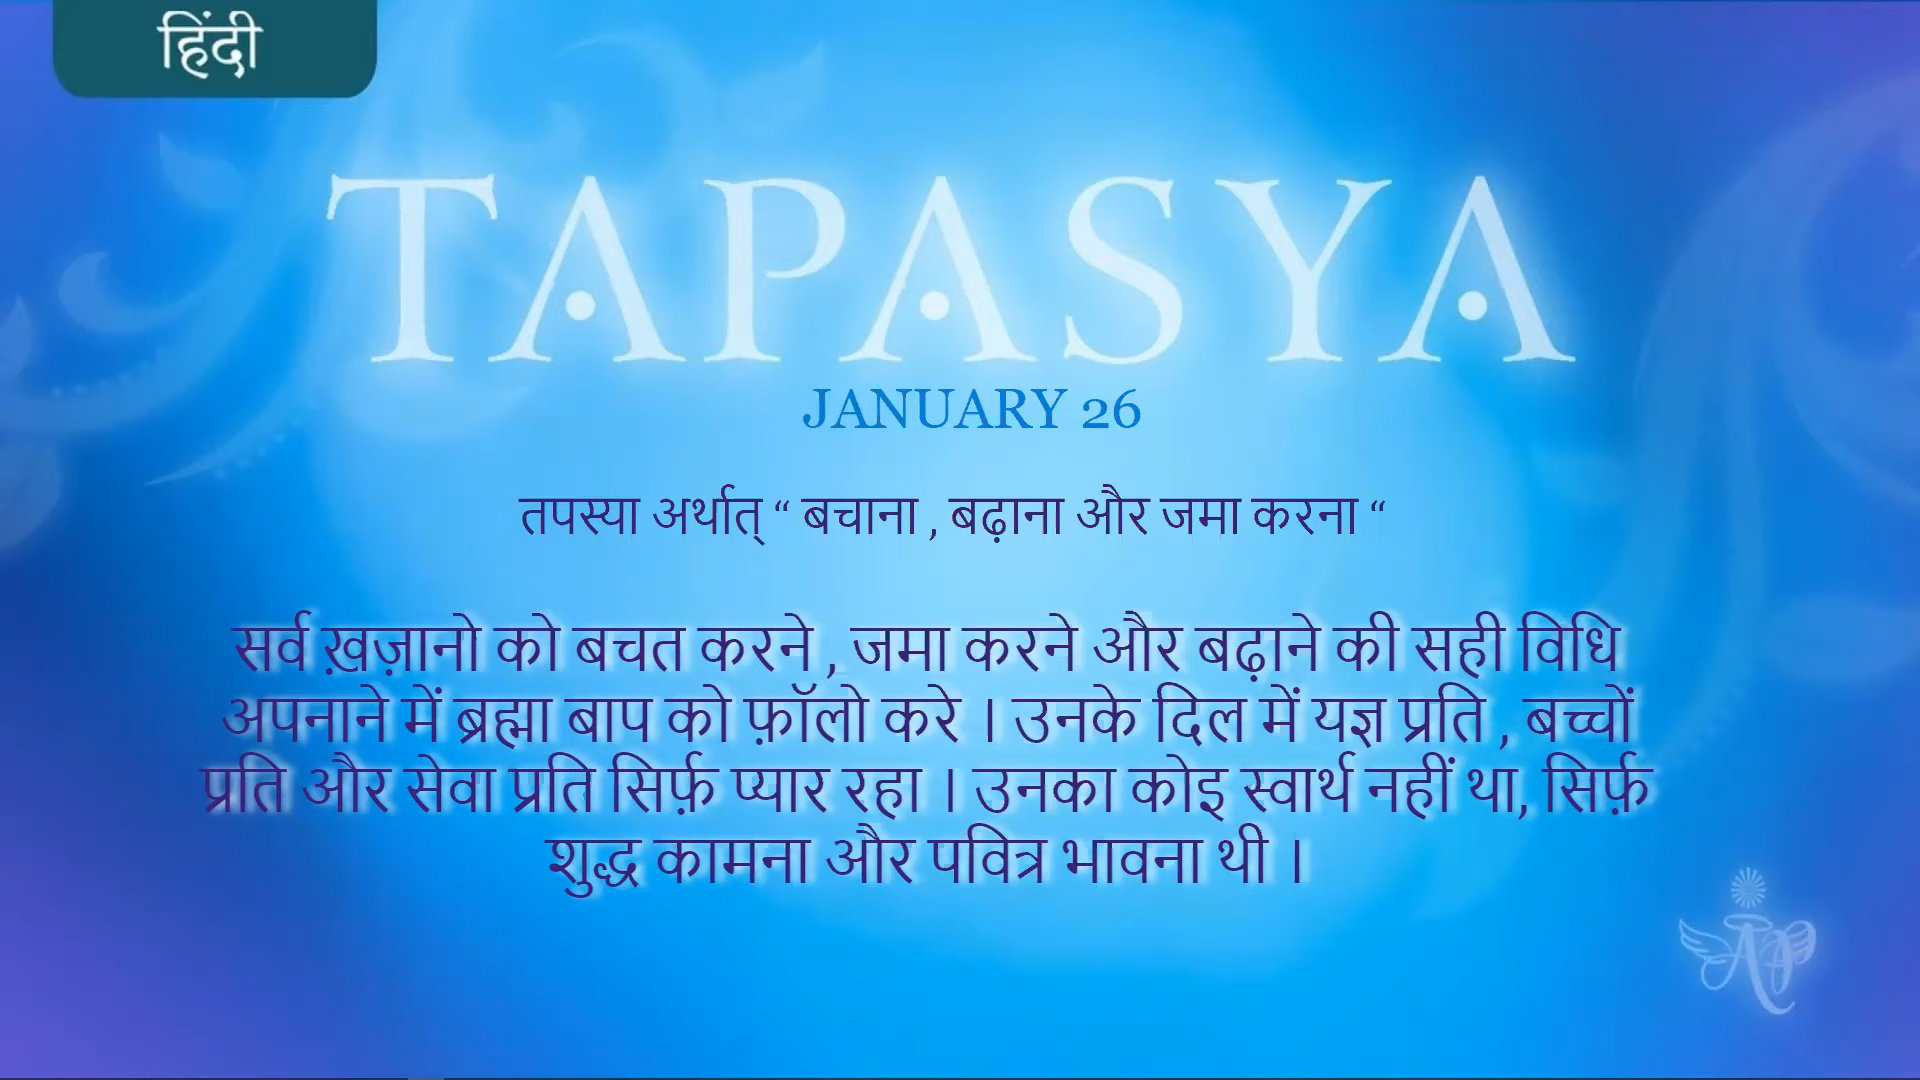 हिंदी
TAPASYA
JANUARY 26
तपस्या अर्थात् “ बचाना , बढ़ाना और जमा करना “
सर्व ख़ज़ानो को बचत करने , जमा करने और बढ़ाने की सही विधि
अपनाने में ब्रह्मा बाप को फ़ॉलो करे । उनके दिल में यज्ञ प्रति , बच्चों
प्रति और सेवा प्रति सिर्फ़ प्यार रहा । उनका कोइ स्वार्थ नहीं था, सिर्फ़
शुद्ध कामना और पवित्र भावना थी ।
AP